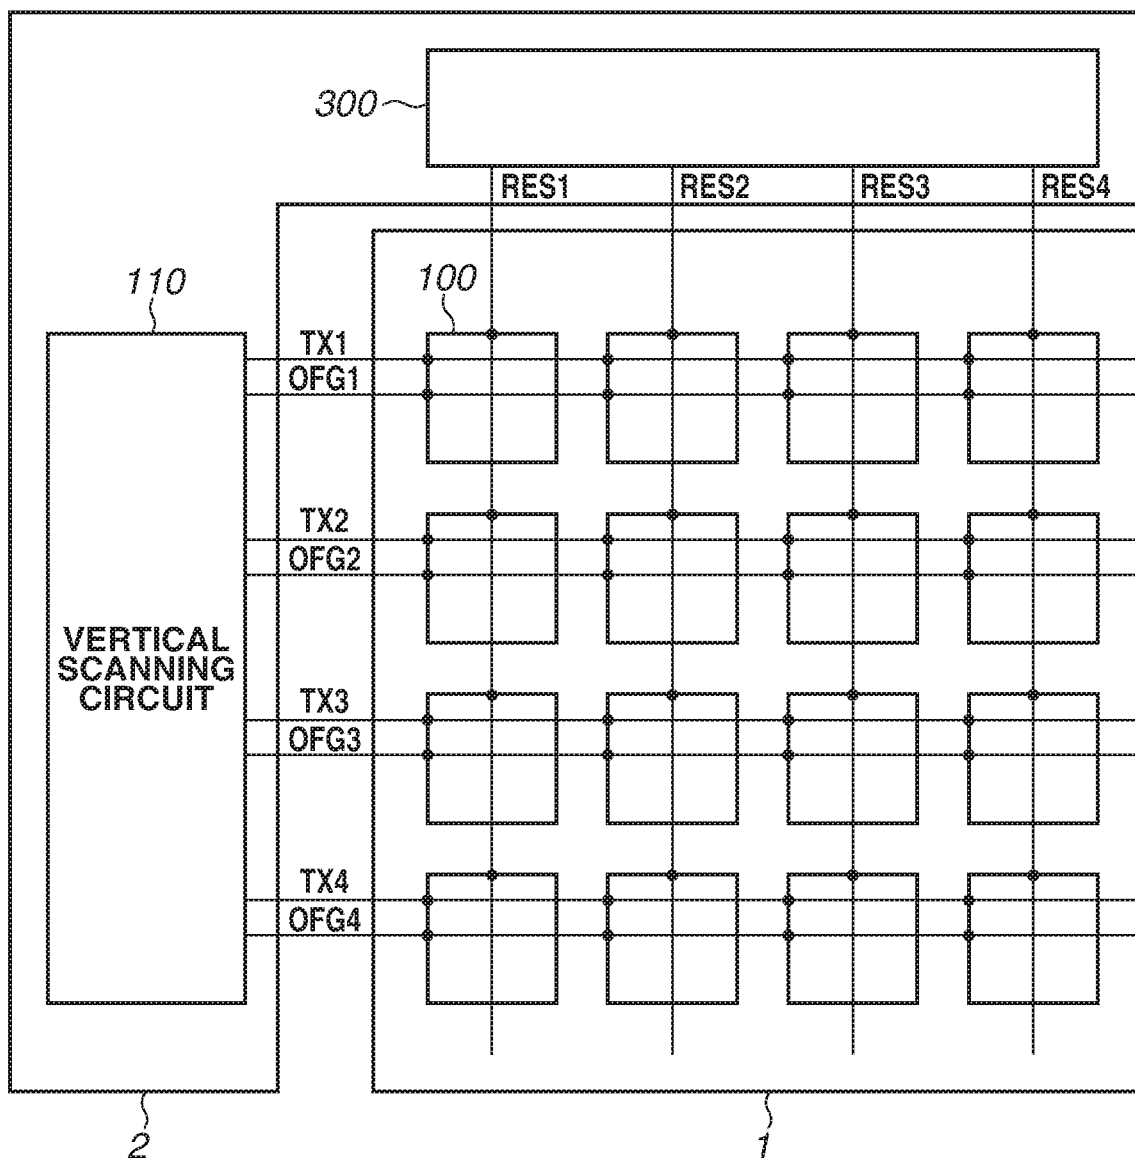 300
RES1 RES2 RES3 RES4
110
100
TX1
OFG1
TX2
OFG2
VERTICAL
SCANNING
CIRCUIT
TX3
OFG3
TX4
OFG4
2
1